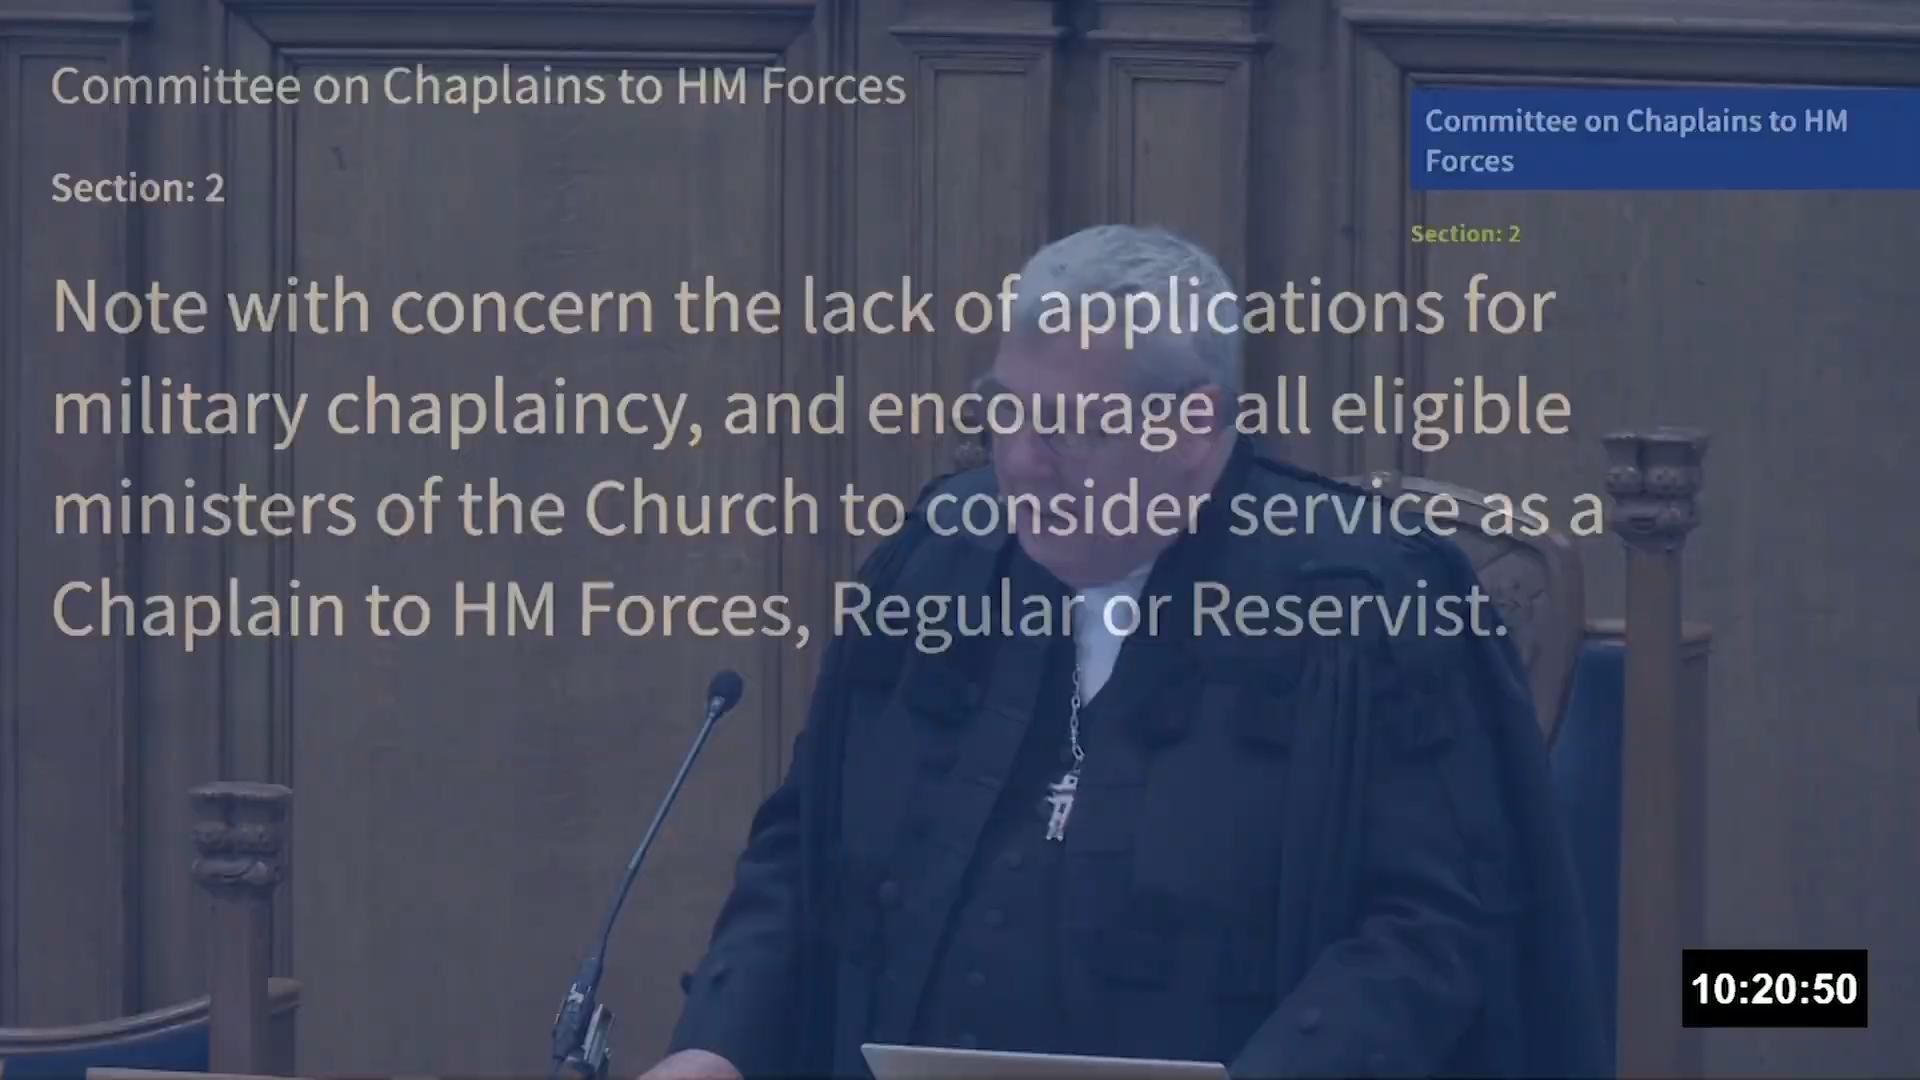 Committee on Chaplains to HM Forces
Section: 2
Note with concern the lack of applications for
military chaplaincy, and encourage all eligible
ministers of the Church to consider service as a
Chaplain to HM Forces, Regular or Reservist.
Committee on Chaplains to HM
Forces
Section: 2
10:20:50